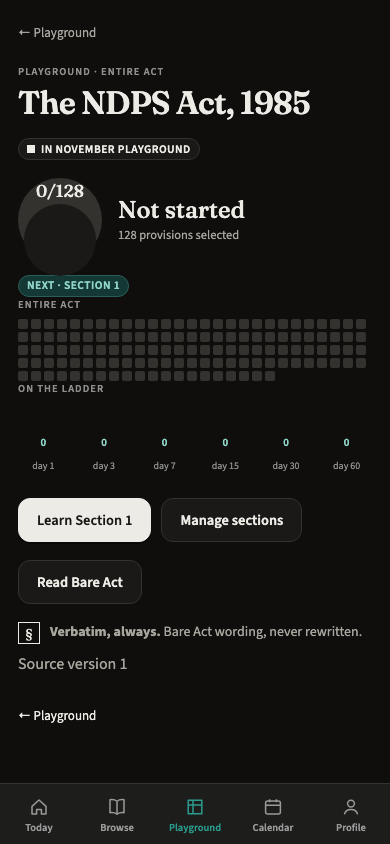 ← Playground
PLAYGROUND · ENTIRE ACT
The NDPS Act, 1985
IN NOVEMBER PLAYGROUND
0/128
Not started
128 provisions selected
NEXT · SECTION 1
ENTIRE ACT
ON THE LADDER
0 0 0 0 0 0
day 1 day 3 day 7 day 15 day 30 day 60
Learn Section 1 Manage sections
Read Bare Act
§ Verbatim, always. Bare Act wording, never rewritten.
Source version 1
← Playground
Today Browse Playground Calendar Profile